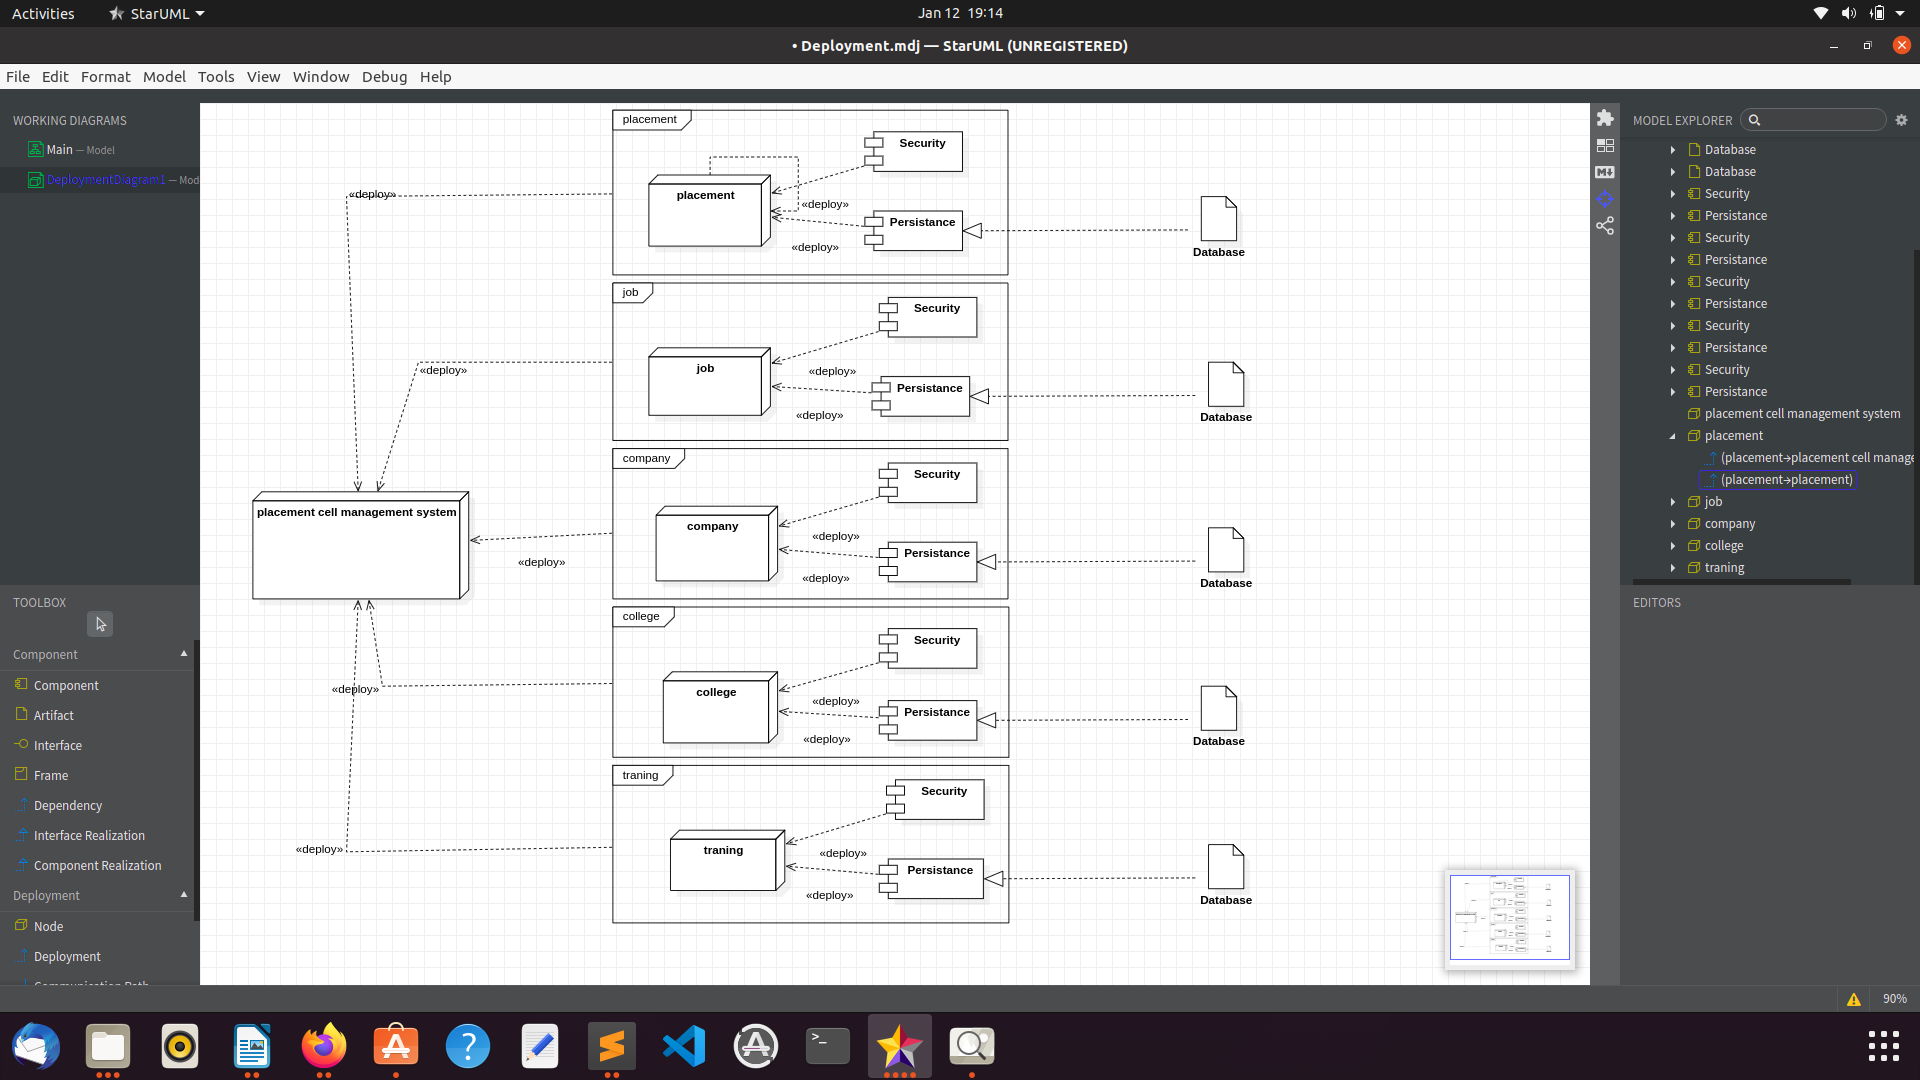 Activities
StarUML
Jan 12 19:14
• Deployment.mdj — StarUML (UNREGISTERED)
File Edit Format Model Tools View Window Debug Help
WORKING DIAGRAMS
Main — Model
DeploymentDiagram1 — Mod
TOOLBOX
Component
Component
Artifact
Interface
Frame
Dependency
Interface Realization
Component Realization
Deployment
Node
Deployment
Communication Path
placement
Security
placement
«deploy»
Persistance
«deploy»
«deploy»
Database
job
Security
job
«deploy»
«deploy»
Persistance
«deploy»
Database
company
Security
placement cell management system
company
«deploy»
Persistance
«deploy»
«deploy»
Database
college
Security
college
«deploy»
«deploy»
Persistance
«deploy»
Database
traning
Security
traning
«deploy»
«deploy»
Persistance
«deploy»
Database
MODEL EXPLORER
Database
Database
Security
Persistance
Security
Persistance
Security
Persistance
Security
Persistance
Security
Persistance
placement cell management system
placement
(placement→placement cell manage
(placement→placement)
job
company
college
traning
EDITORS
90%